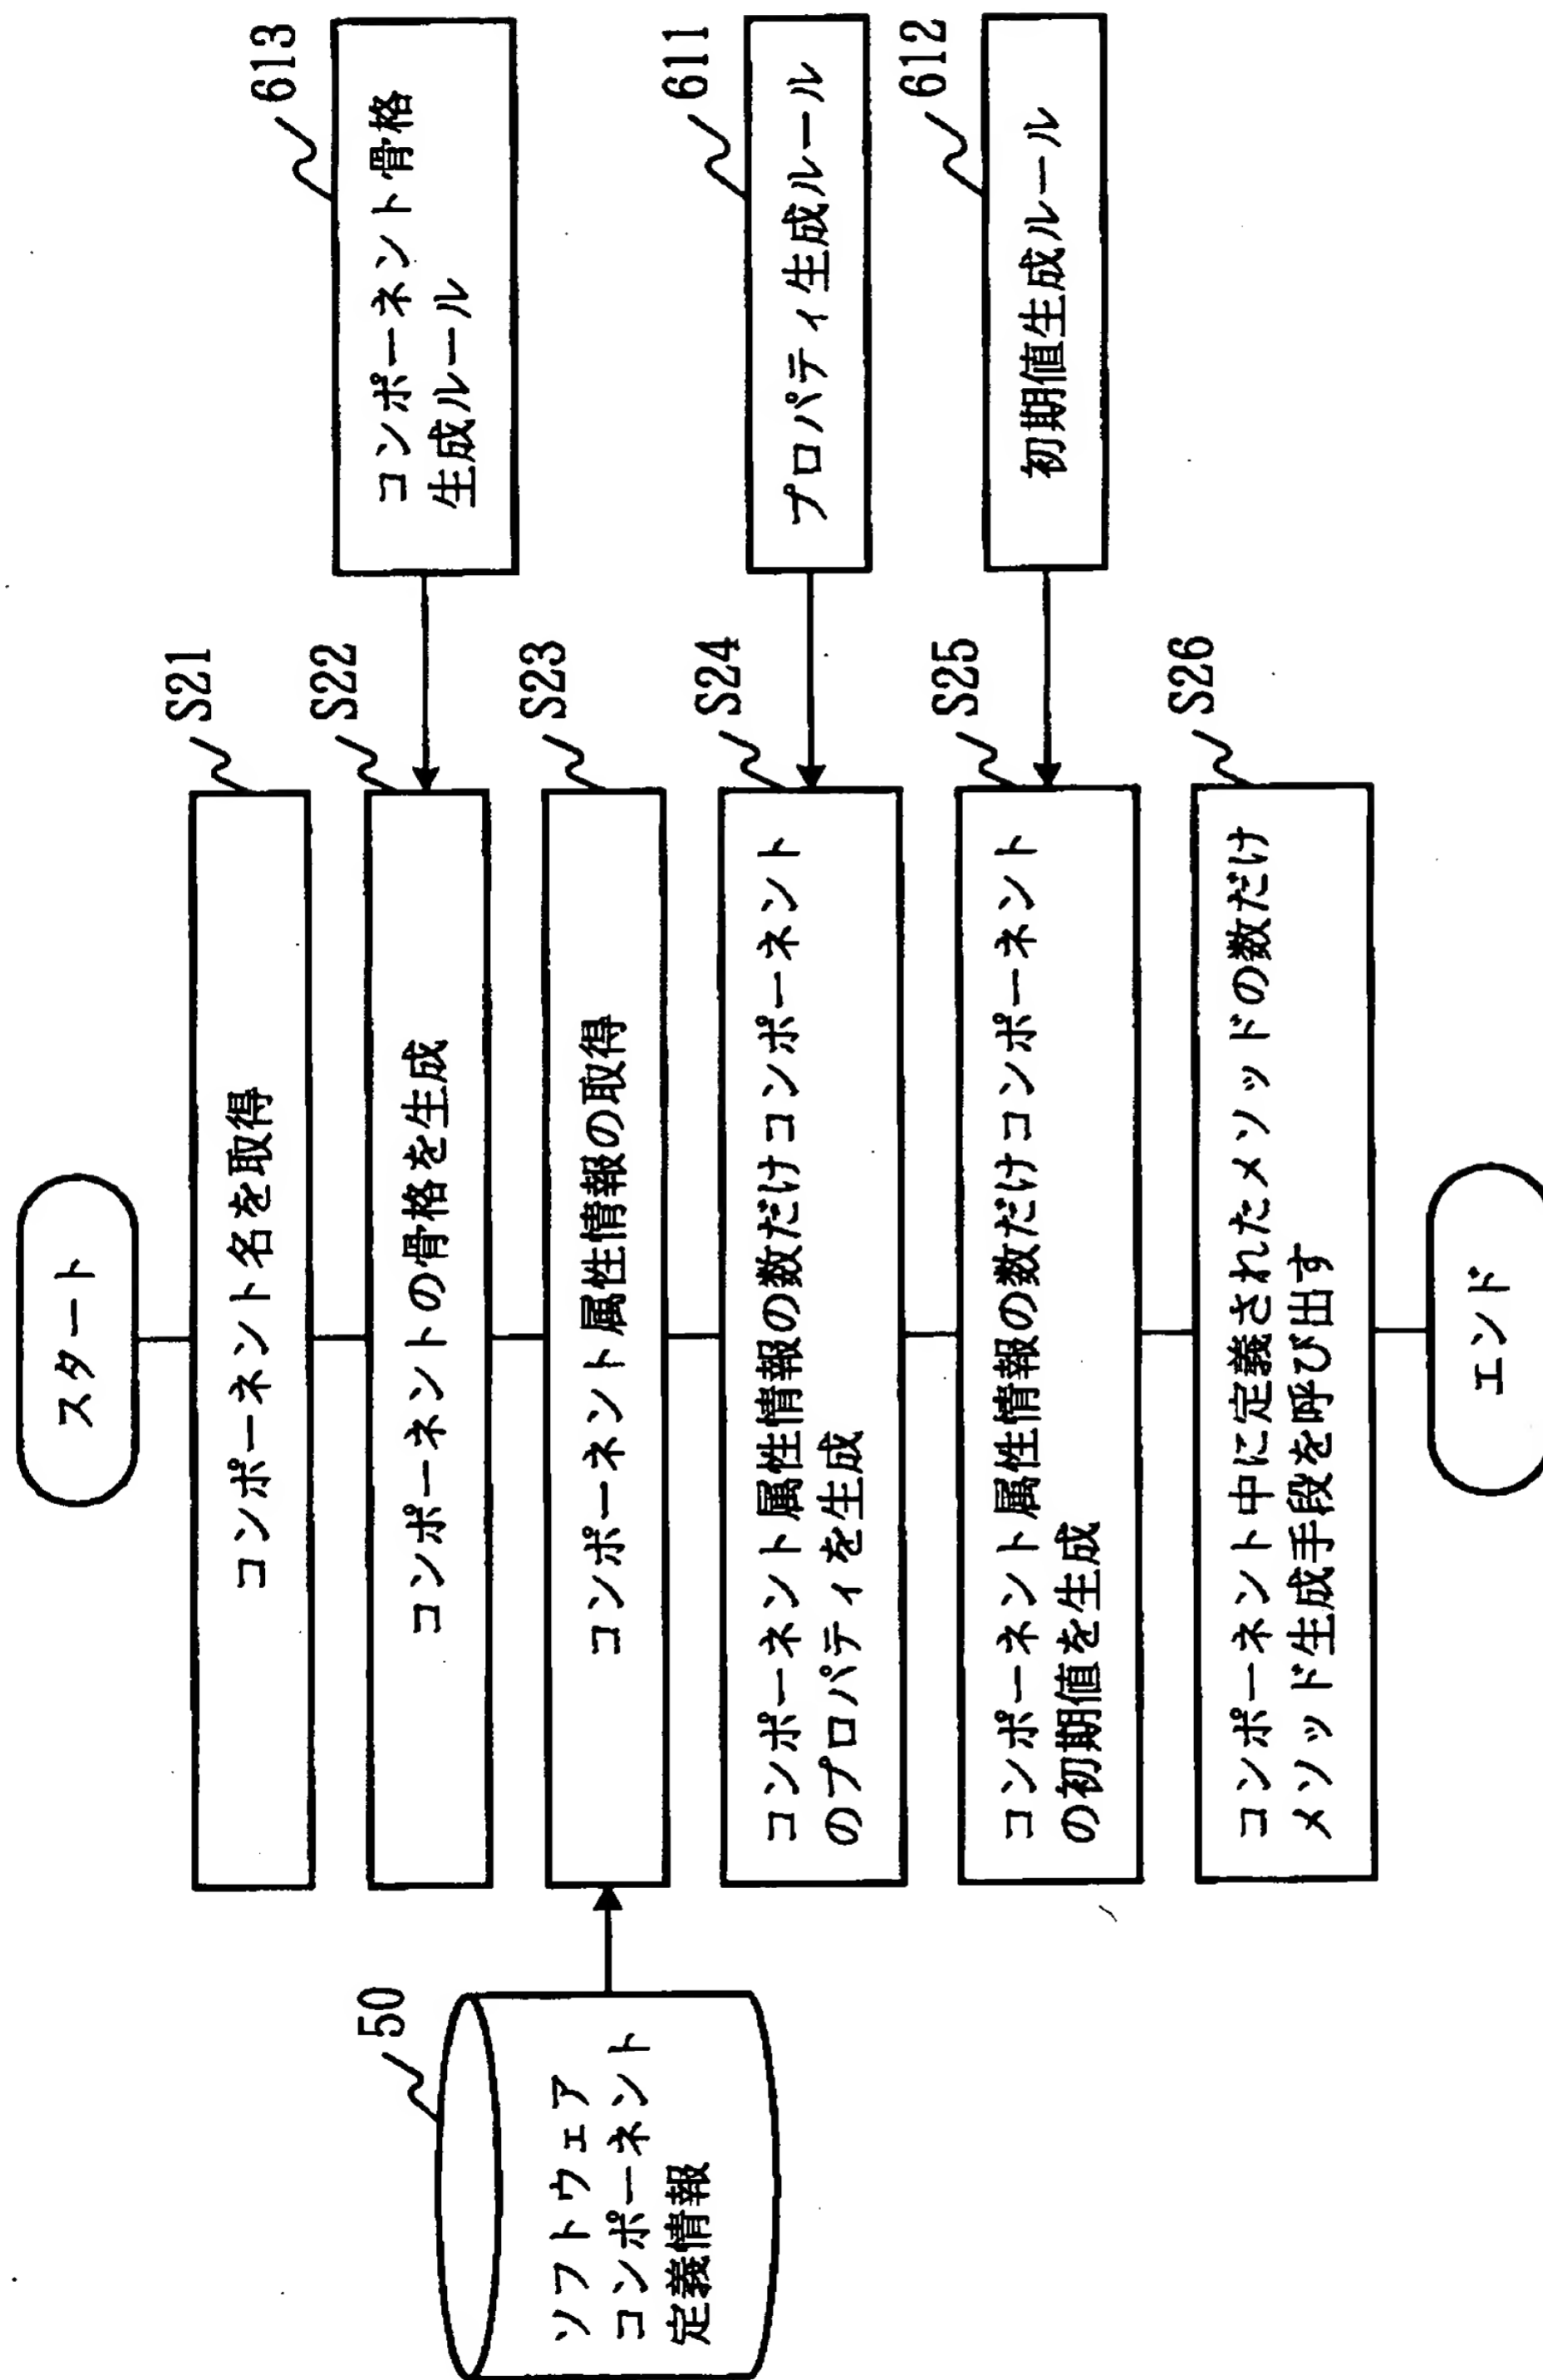 スタート
S21
コンポーネント名を取得
S22
コンポーネントの骨格を生成
613
コンポーネント骨格
生成ルール
50
ソフトウェア
コンポーネント
定義情報
S23
コンポーネント属性情報の取得
S24
コンポーネント属性情報の数だけコンポーネント
のプロパティを生成
611
プロパティ生成ルール
S25
コンポーネント属性情報の数だけコンポーネント
の初期値を生成
612
初期値生成ルール
S26
コンポーネント中に定義されたメソッドの数だけ
メソッド生成手段を呼び出す
エンド